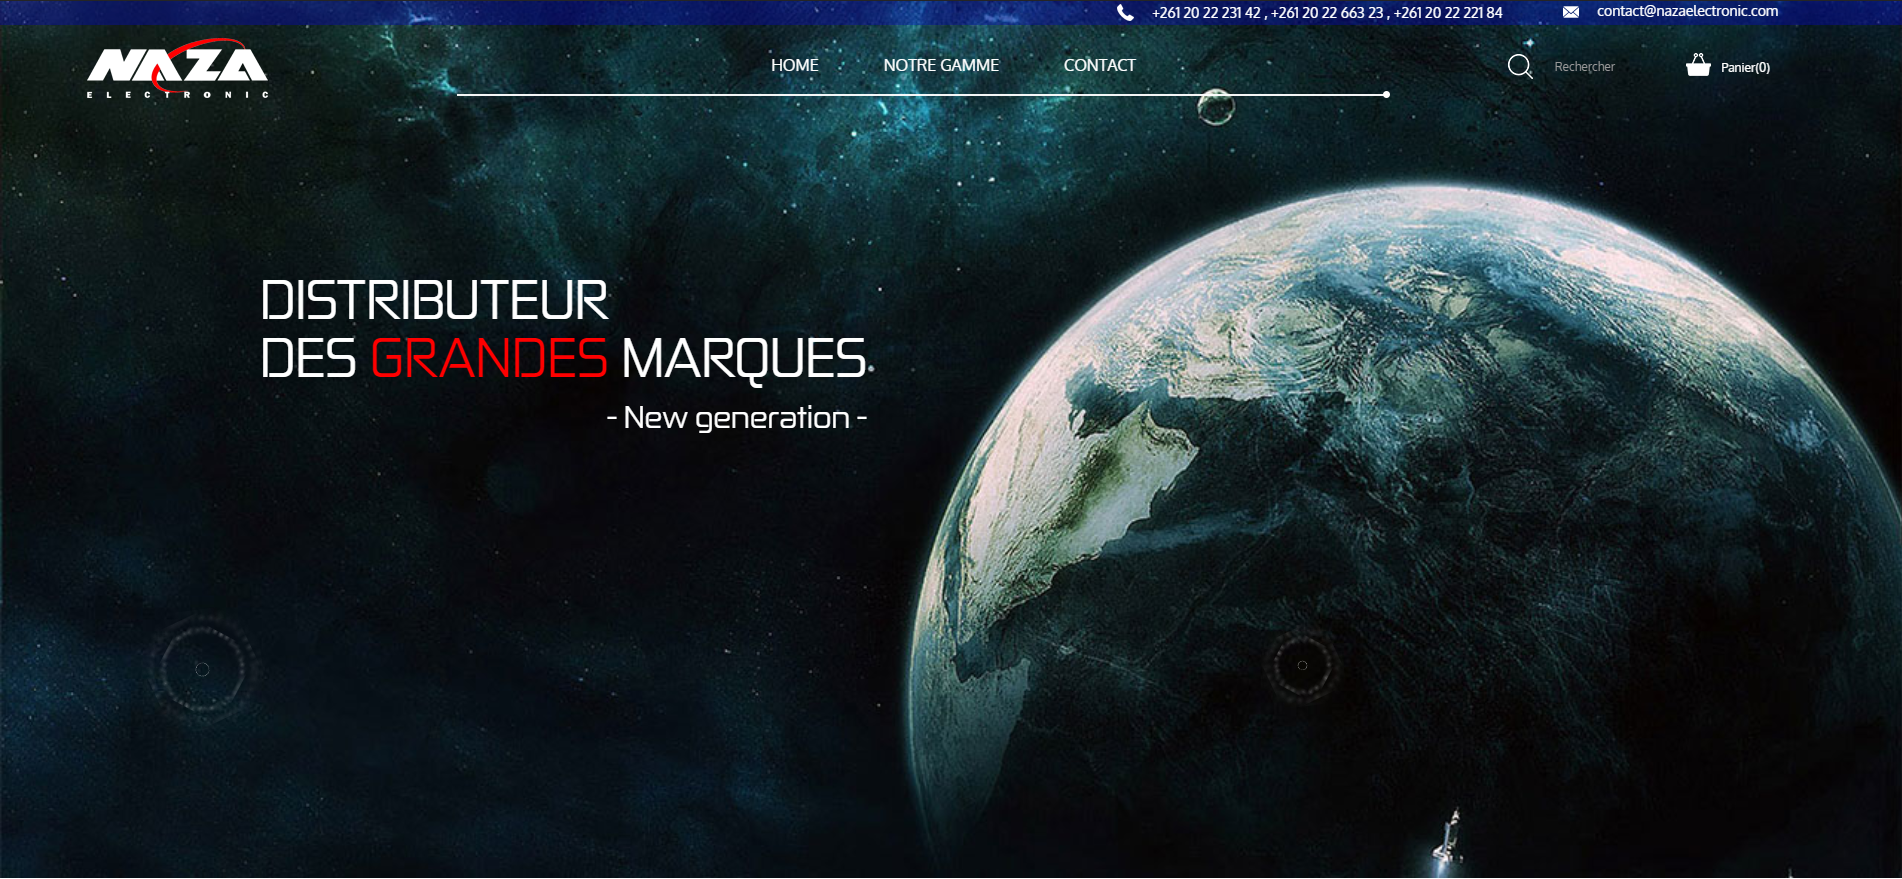 +261 20 22 231 42 , +261 20 22 663 23 , +261 20 22 221 84
contact@nazaelectronic.com
NAZA
ELECTRONIC
HOME
NOTRE GAMME
CONTACT
Rechercher
Panier(0)
DISTRIBUTEUR
DES GRANDES MARQUES
- New generation -